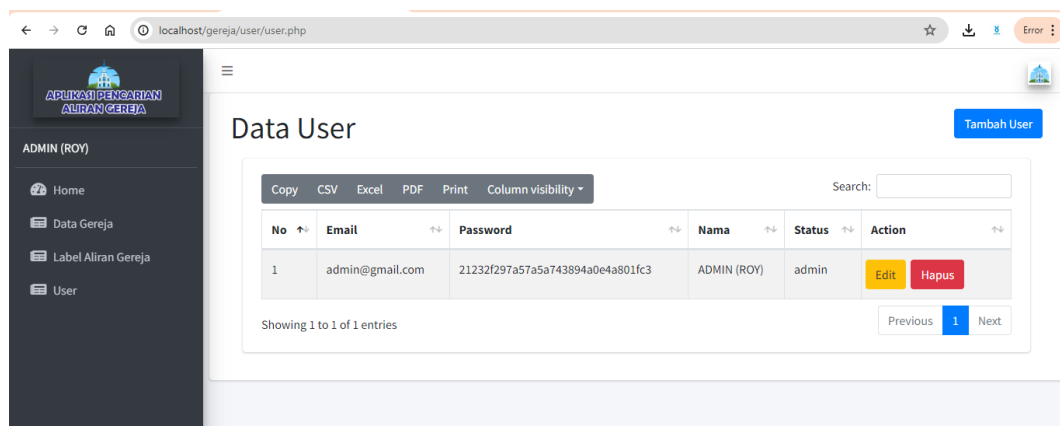 localhost/gereja/user/user.php
Error
APLIKASI PENCARIAN
ALIRAN GEREJA
ADMIN (ROY)
Home
Data Gereja
Label Aliran Gereja
User
Data User
Tambah User
Copy CSV Excel PDF Print Column visibility
Search:
No Email Password Nama Status Action
1 admin@gmail.com 21232f297a57a5a743894a0e4a801fc3 ADMIN (ROY) admin Edit Hapus
Showing 1 to 1 of 1 entries
Previous 1 Next